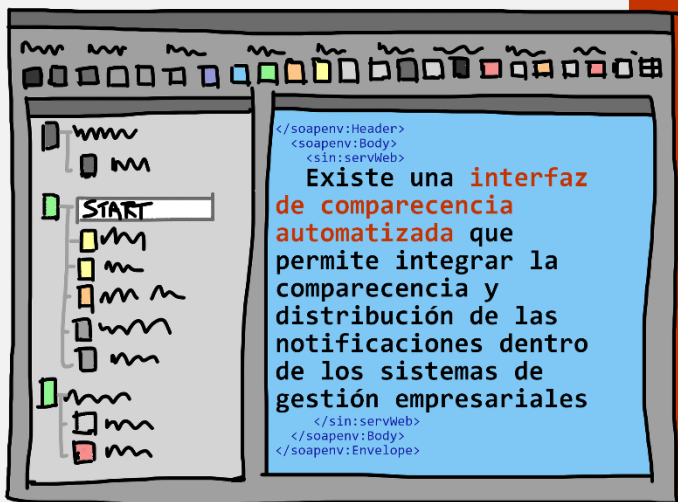 START
</soapenv:Header>
<soapenv:Body>
<sin:servWeb>
Existe una interfaz
de comparecencia
automatizada que
permite integrar la
comparecencia y
distribución de las
notificaciones dentro
de los sistemas de
gestión empresariales
</sin:servWeb>
</soapenv:Body>
</soapenv:Envelope>